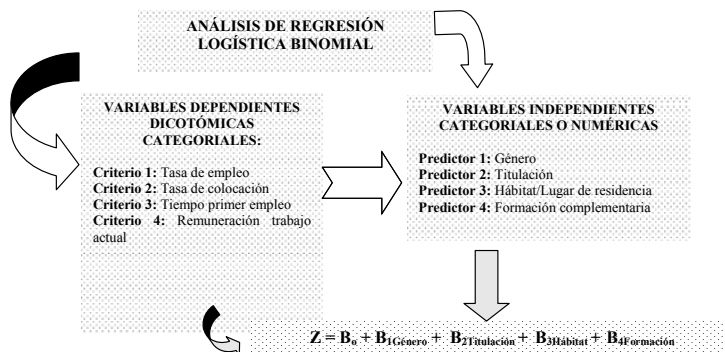 ANÁLISIS DE REGRESIÓN
LOGÍSTICA BINOMIAL
VARIABLES DEPENDIENTES
DICOTÓMICAS
CATEGORIALES:
Criterio 1: Tasa de empleo
Criterio 2: Tasa de colocación
Criterio 3: Tiempo primer empleo
Criterio 4: Remuneración trabajo
actual
VARIABLES INDEPENDIENTES
CATEGORIALES O NUMÉRICAS
Predictor 1: Género
Predictor 2: Titulación
Predictor 3: Hábitat/Lugar de residencia
Predictor 4: Formación complementaria
Z = Bo + B1Género + B2Titulación + B3Hábitat + B4Formación